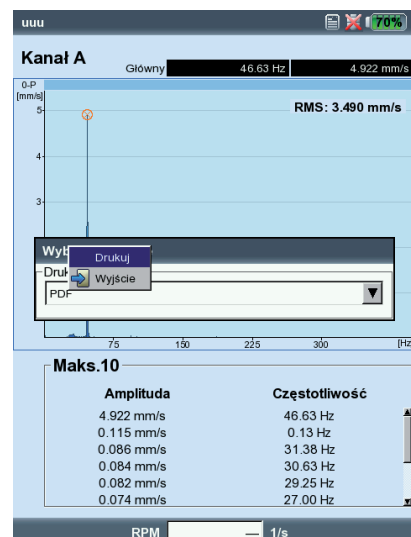 uuu 70%
Kanał A
Główny 46.63 Hz 4.922 mm/s
0-P
[mm/s]
RMS: 3.490 mm/s
5
4
3
Drukuj
Wyjście
PDF
75 150 225 300 [Hz
Maks.10
Amplituda Częstotliwość
4.922 mm/s 46.63 Hz
0.115 mm/s 0.13 Hz
0.086 mm/s 31.38 Hz
0.084 mm/s 30.63 Hz
0.082 mm/s 29.25 Hz
0.074 mm/s 27.00 Hz
RPM — 1/s